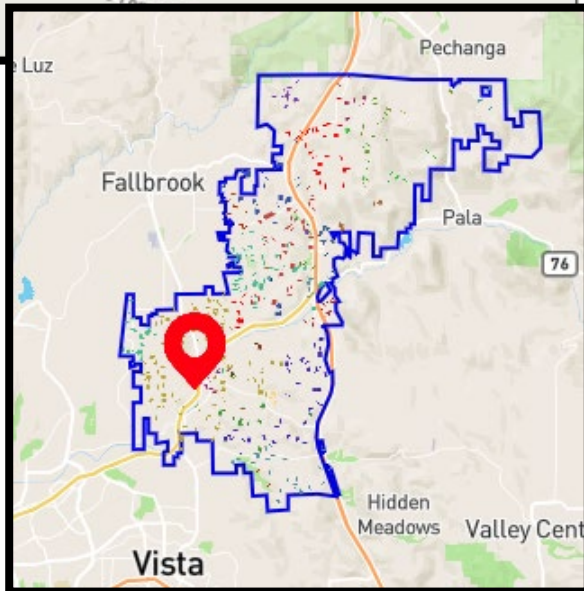 Pechanga
e Luz
Fallbrook
Pala
76
Hidden
Meadows
Valley Cent
Vista